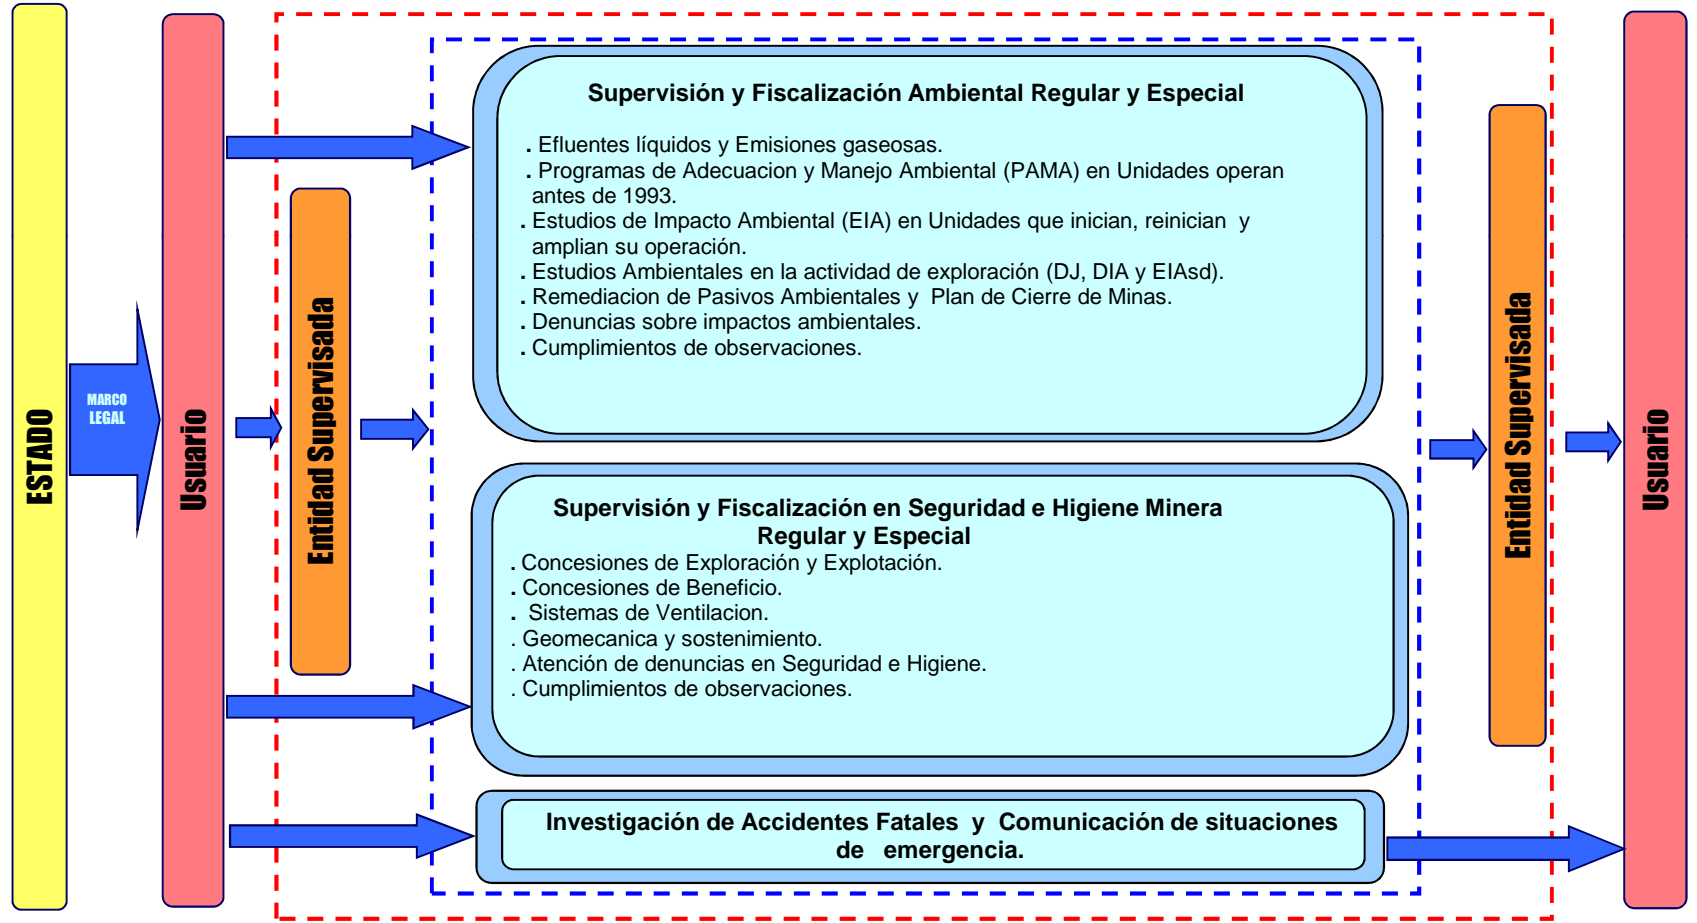 ESTADO
MARCO
LEGAL
Usuario
Entidad Supervisada
Supervisión y Fiscalización Ambiental Regular y Especial
. Efluentes líquidos y Emisiones gaseosas.
. Programas de Adecuacion y Manejo Ambiental (PAMA) en Unidades operan
antes de 1993.
. Estudios de Impacto Ambiental (EIA) en Unidades que inician, reinician y
amplian su operación.
. Estudios Ambientales en la actividad de exploración (DJ, DIA y EIAsd).
. Remediacion de Pasivos Ambientales y Plan de Cierre de Minas.
. Denuncias sobre impactos ambientales.
. Cumplimientos de observaciones.
Supervisión y Fiscalización en Seguridad e Higiene Minera
Regular y Especial
. Concesiones de Exploración y Explotación.
. Concesiones de Beneficio.
. Sistemas de Ventilacion.
. Geomecanica y sostenimiento.
. Atención de denuncias en Seguridad e Higiene.
. Cumplimientos de observaciones.
Investigación de Accidentes Fatales y Comunicación de situaciones
de emergencia.
Entidad Supervisada
Usuario